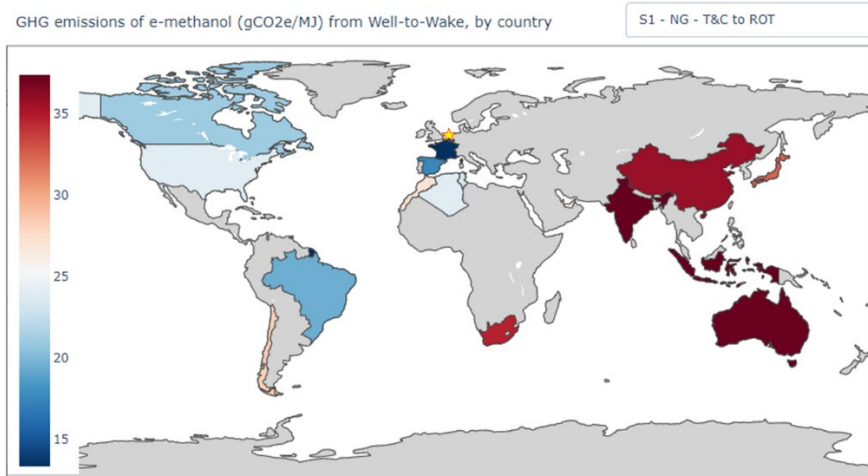 GHG emissions of e-methanol (gCO2e/MJ) from Well-to-Wake, by country
S1 - NG - T&C to ROT
35
30
25
20
15